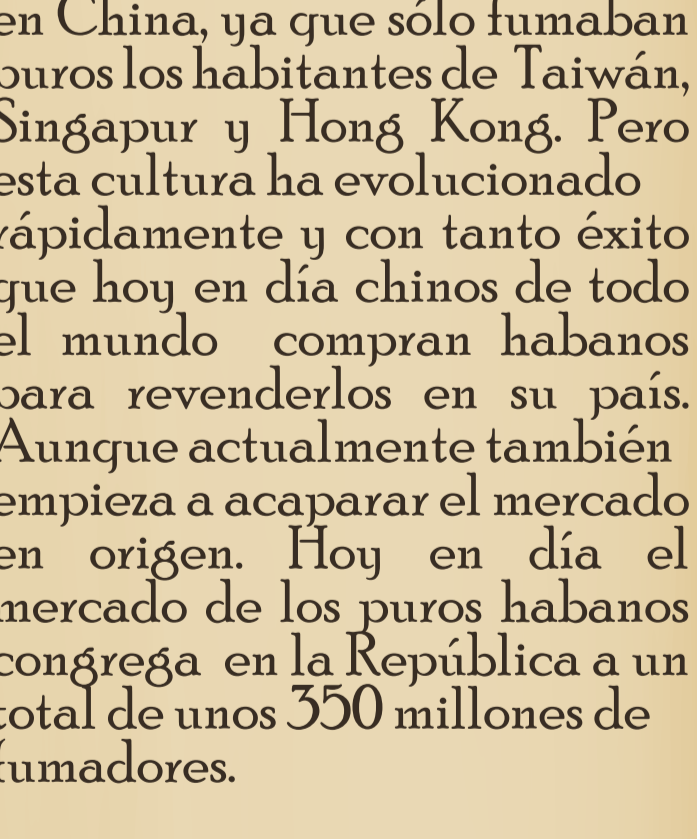 en China, ya que sólo fumaban
puros los habitantes de Taiwán,
Singapur y Hong Kong. Pero
esta cultura ha evolucionado
rápidamente y con tanto éxito
que hoy en día chinos de todo
el mundo compran habanos
para revenderlos en su país.
Aunque actualmente también
empieza a acaparar el mercado
en origen. Hoy en día el
mercado de los puros habanos
congrega en la República a un
total de unos 350 millones de
fumadores.